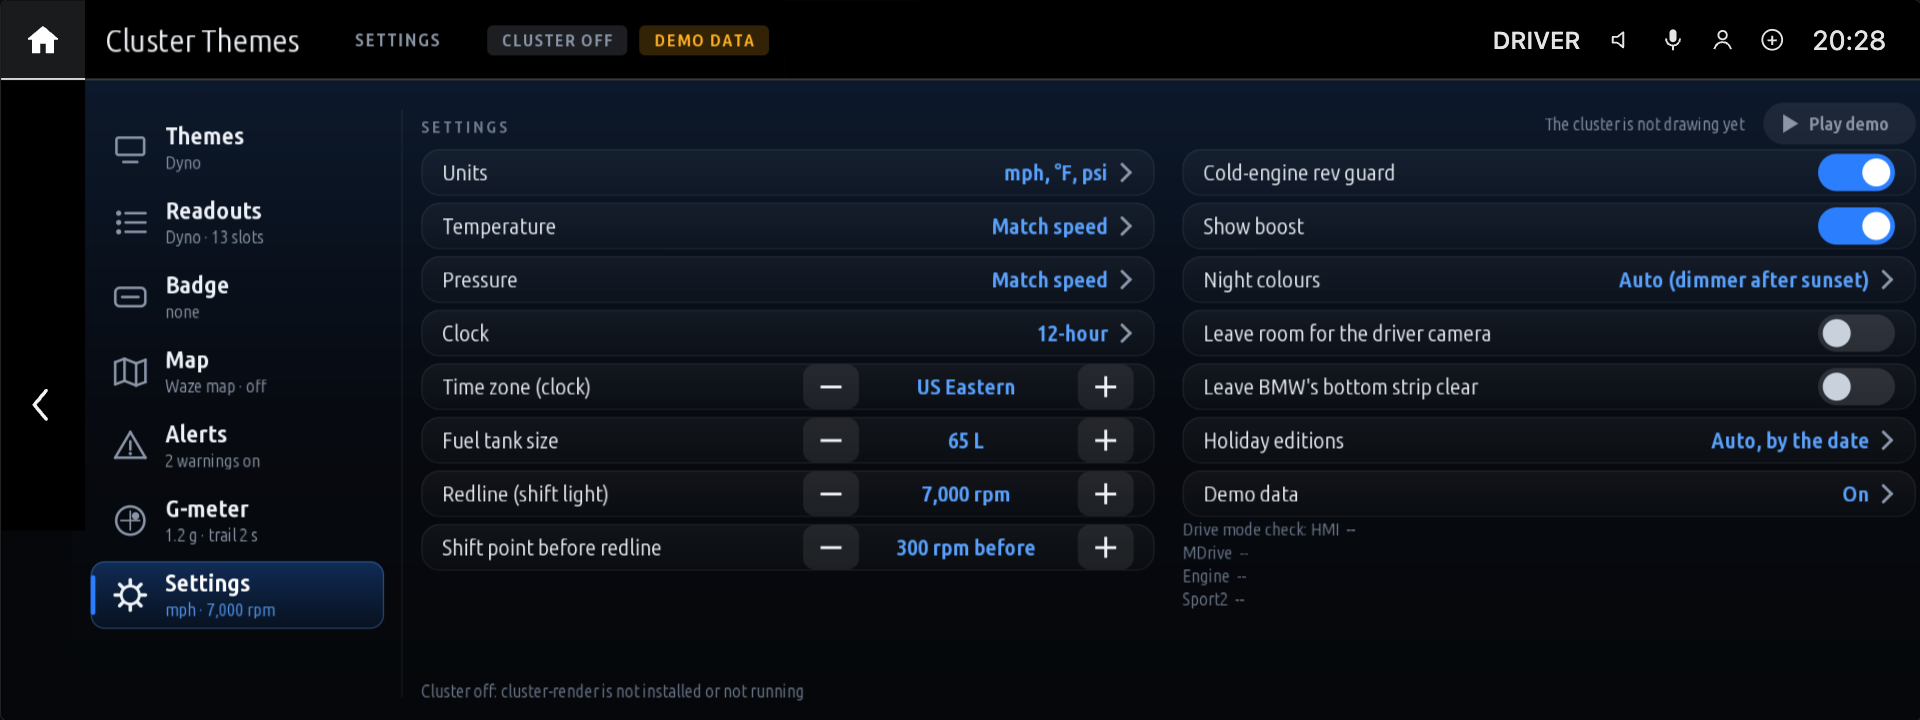 Cluster Themes
SETTINGS
CLUSTER OFF
DEMO DATA
DRIVER
20:28
Themes
Dyno
Readouts
Dyno · 13 slots
Badge
none
Map
Waze map · off
Alerts
2 warnings on
G-meter
1.2 g · trail 2 s
Settings
mph · 7,000 rpm
SETTINGS
Units mph, °F, psi
Temperature Match speed
Pressure Match speed
Clock 12-hour
Time zone (clock) − US Eastern +
Fuel tank size − 65 L +
Redline (shift light) − 7,000 rpm +
Shift point before redline − 300 rpm before +
The cluster is not drawing yet
Play demo
Cold-engine rev guard
Show boost
Night colours Auto (dimmer after sunset)
Leave room for the driver camera
Leave BMW's bottom strip clear
Holiday editions Auto, by the date
Demo data On
Drive mode check: HMI --
MDrive --
Engine --
Sport2 --
Cluster off: cluster-render is not installed or not running